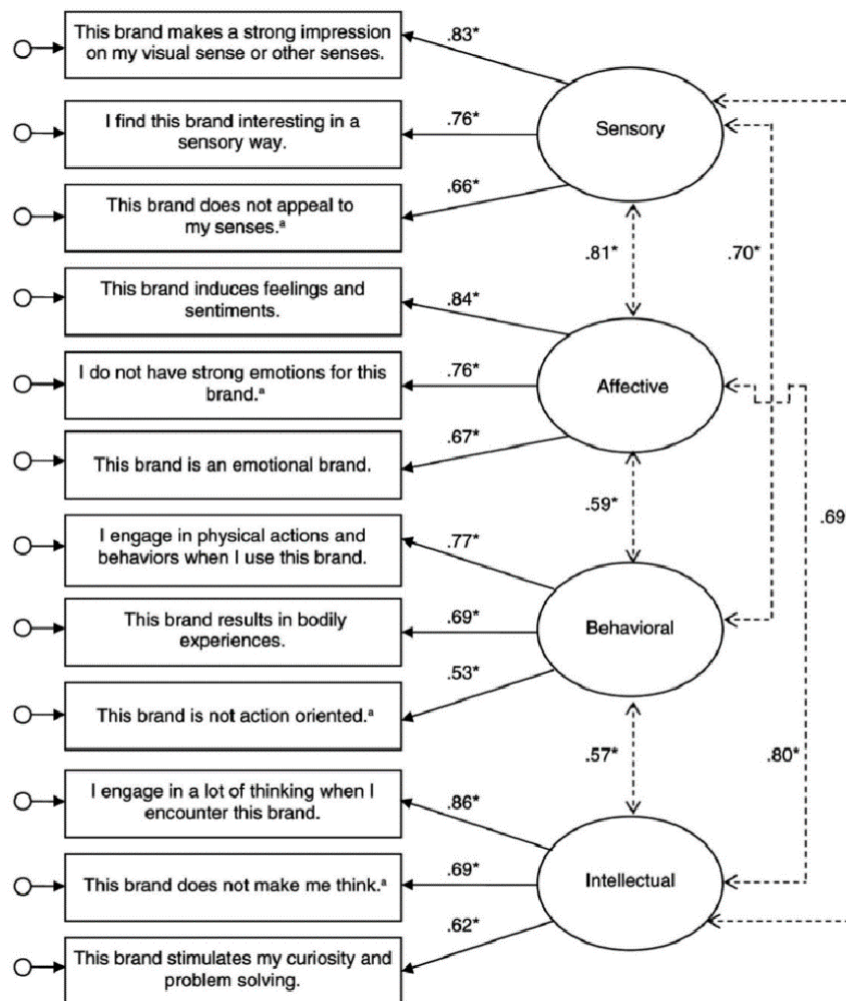 This brand makes a strong impression
on my visual sense or other senses.
.83*
I find this brand interesting in a
sensory way.
.76*
Sensory
This brand does not appeal to
my senses.ᵃ
.66*
.81*
.70*
This brand induces feelings and
sentiments.
.84*
I do not have strong emotions for this
brand.ᵃ
.76*
Affective
This brand is an emotional brand.
.67*
.59*
.69
I engage in physical actions and
behaviors when I use this brand.
.77*
This brand results in bodily
experiences.
.69*
Behavioral
This brand is not action oriented.ᵃ
.53*
.57*
.80*
I engage in a lot of thinking when I
encounter this brand.
.86*
This brand does not make me think.ᵃ
.69*
Intellectual
This brand stimulates my curiosity and
problem solving.
.62*